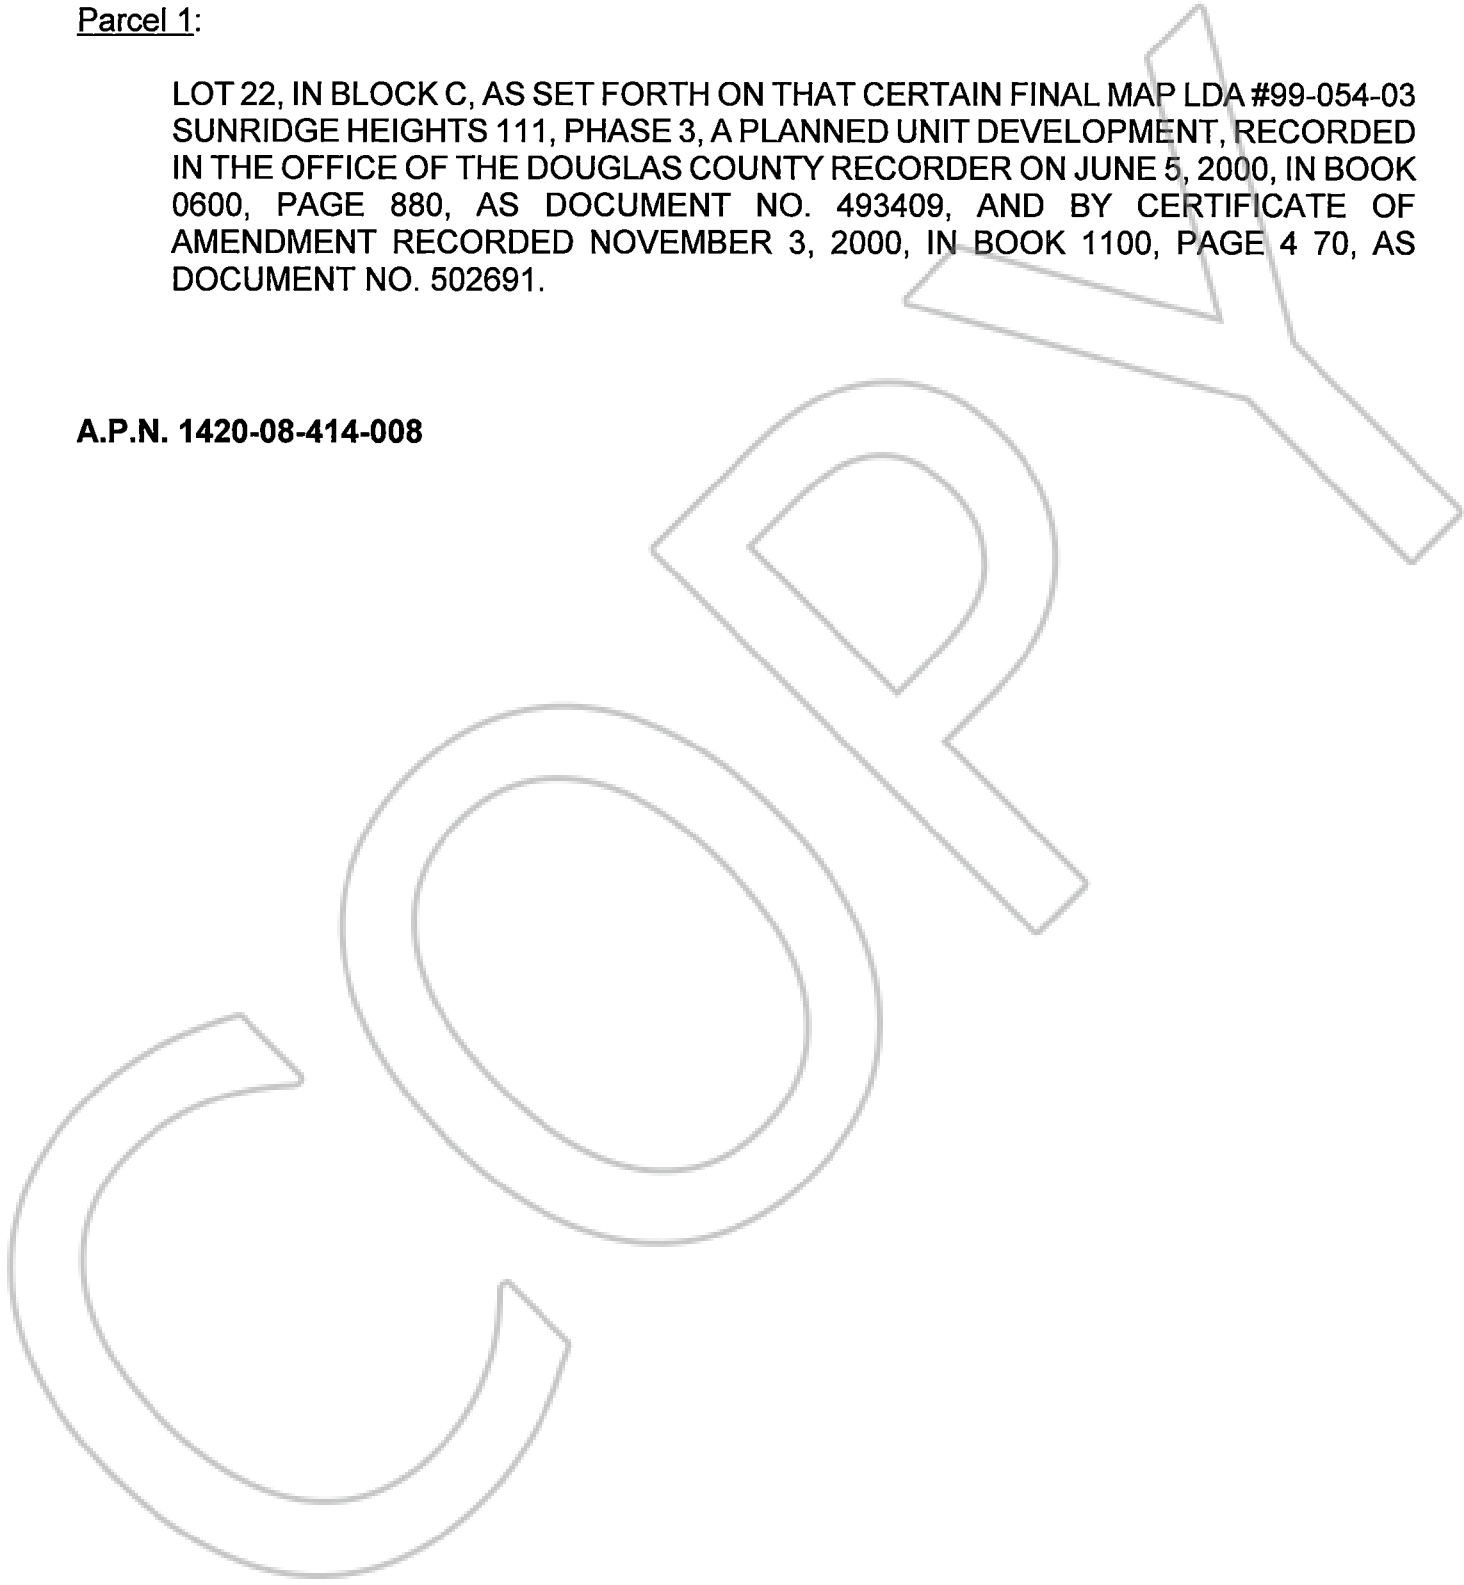 Parcel 1:
LOT 22, IN BLOCK C, AS SET FORTH ON THAT CERTAIN FINAL MAP LDA #99-054-03
SUNRIDGE HEIGHTS 111, PHASE 3, A PLANNED UNIT DEVELOPMENT, RECORDED
IN THE OFFICE OF THE DOUGLAS COUNTY RECORDER ON JUNE 5, 2000, IN BOOK
0600, PAGE 880, AS DOCUMENT NO. 493409, AND BY CERTIFICATE OF
AMENDMENT RECORDED NOVEMBER 3, 2000, IN BOOK 1100, PAGE 4 70, AS
DOCUMENT NO. 502691.
A.P.N. 1420-08-414-008
COPY